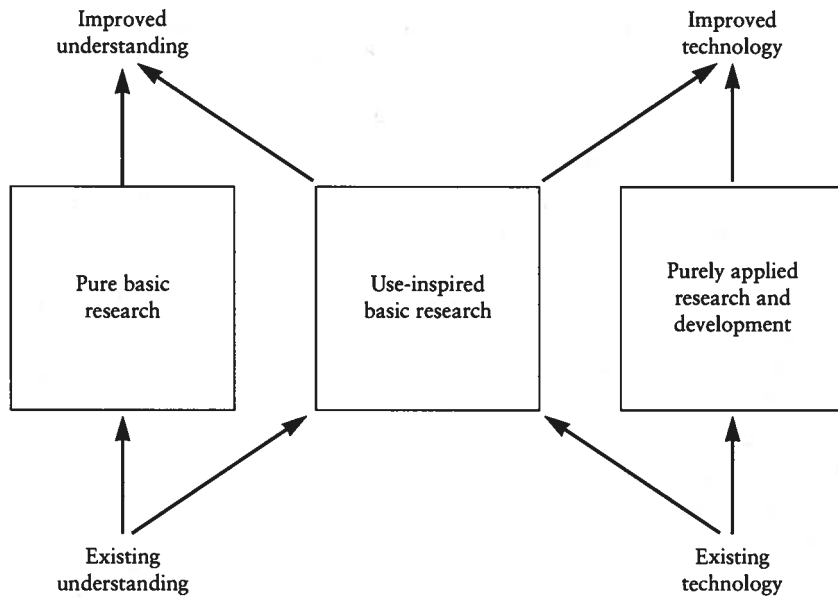 Improved
understanding
Improved
technology
Pure basic
research
Use-inspired
basic research
Purely applied
research and
development
Existing
understanding
Existing
technology